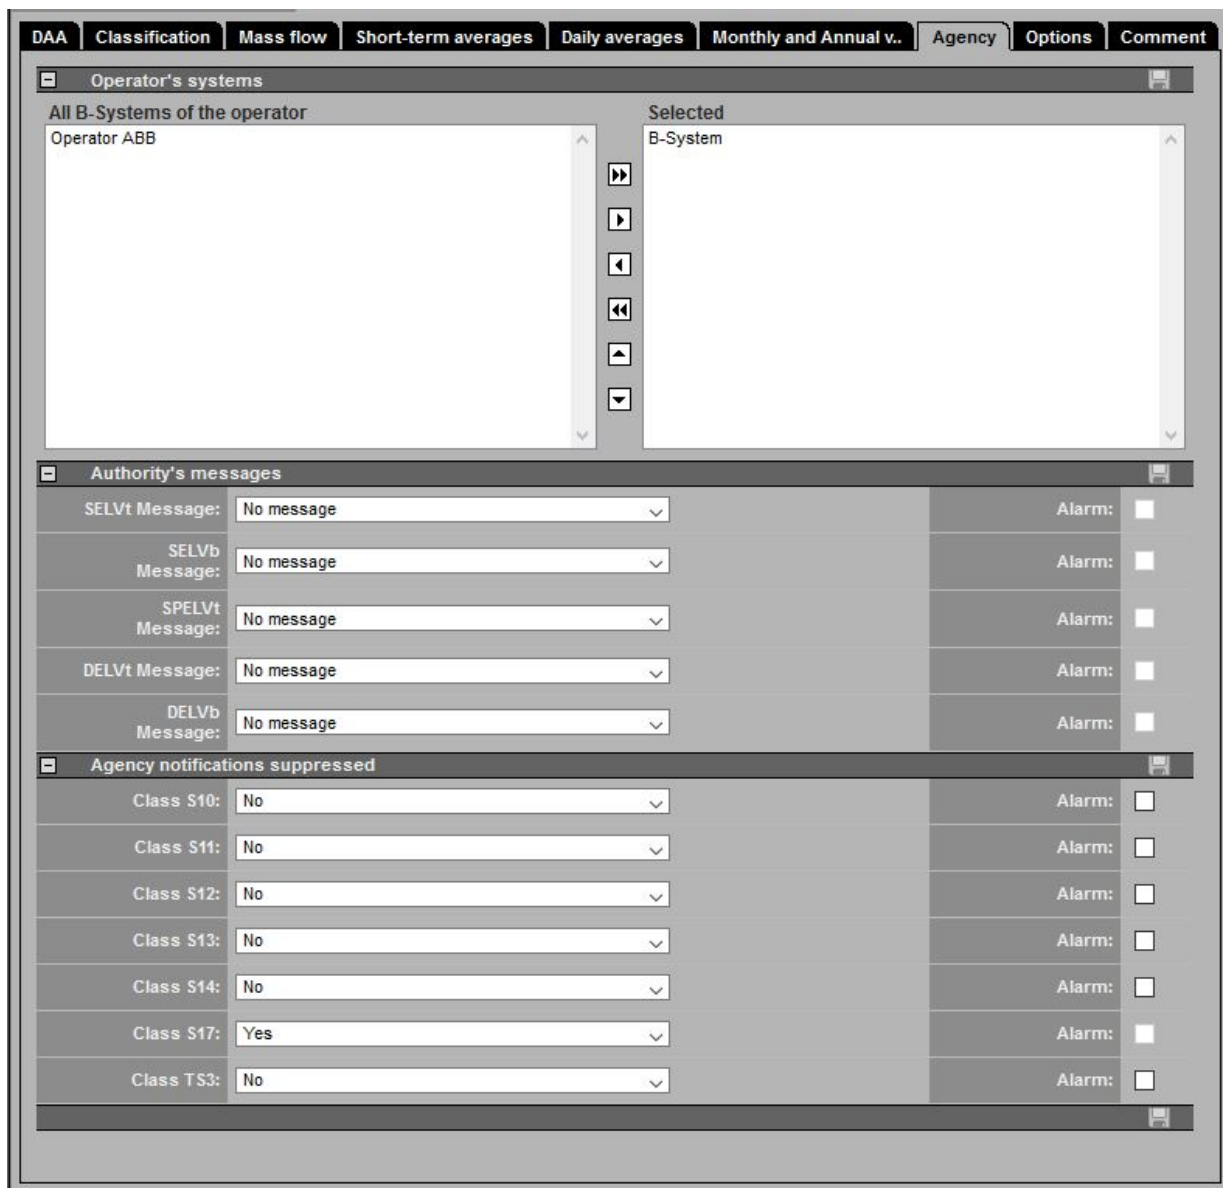 DAA Classification Mass flow Short-term averages Daily averages Monthly and Annual v.. Agency Options Comment
Operator's systems
All B-Systems of the operator Selected
Operator ABB B-System
Authority's messages
SELVt Message: No message Alarm:
SELVb
Message: No message Alarm:
SPELVt
Message: No message Alarm:
DELVt Message: No message Alarm:
DELVb
Message: No message Alarm:
Agency notifications suppressed
Class S10: No Alarm:
Class S11: No Alarm:
Class S12: No Alarm:
Class S13: No Alarm:
Class S14: No Alarm:
Class S17: Yes Alarm:
Class TS3: No Alarm: